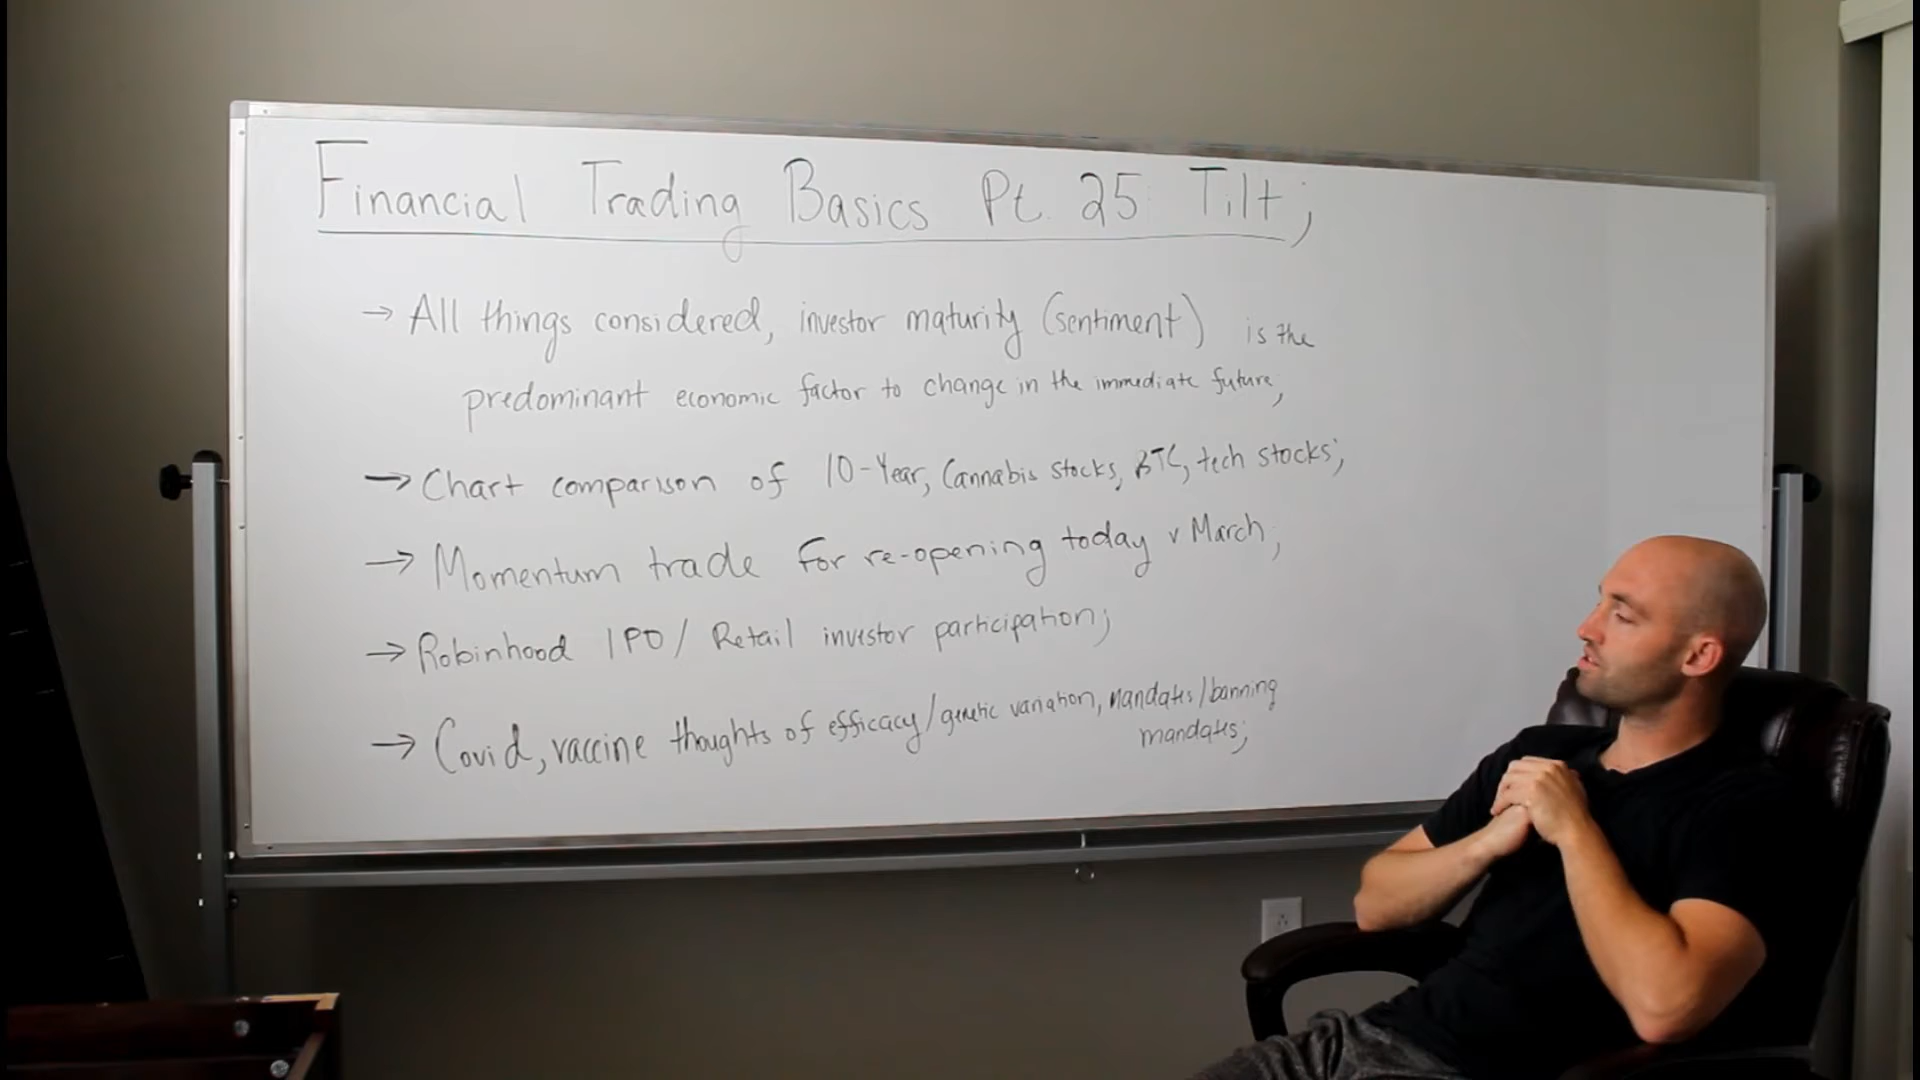 Financial Trading Basics Pt. 25 Tilt;
→ All things considered, investor maturity (sentiment) is the
predominant economic factor to change in the immediate future;
→ Chart comparison of 10-Year, Cannabis stocks, BTC, tech stocks;
→ Momentum trade for re-opening today v March;
→ Robinhood IPO / Retail investor participation;
→ Covid, vaccine thoughts of efficacy/genetic variation, mandates/banning
mandates;